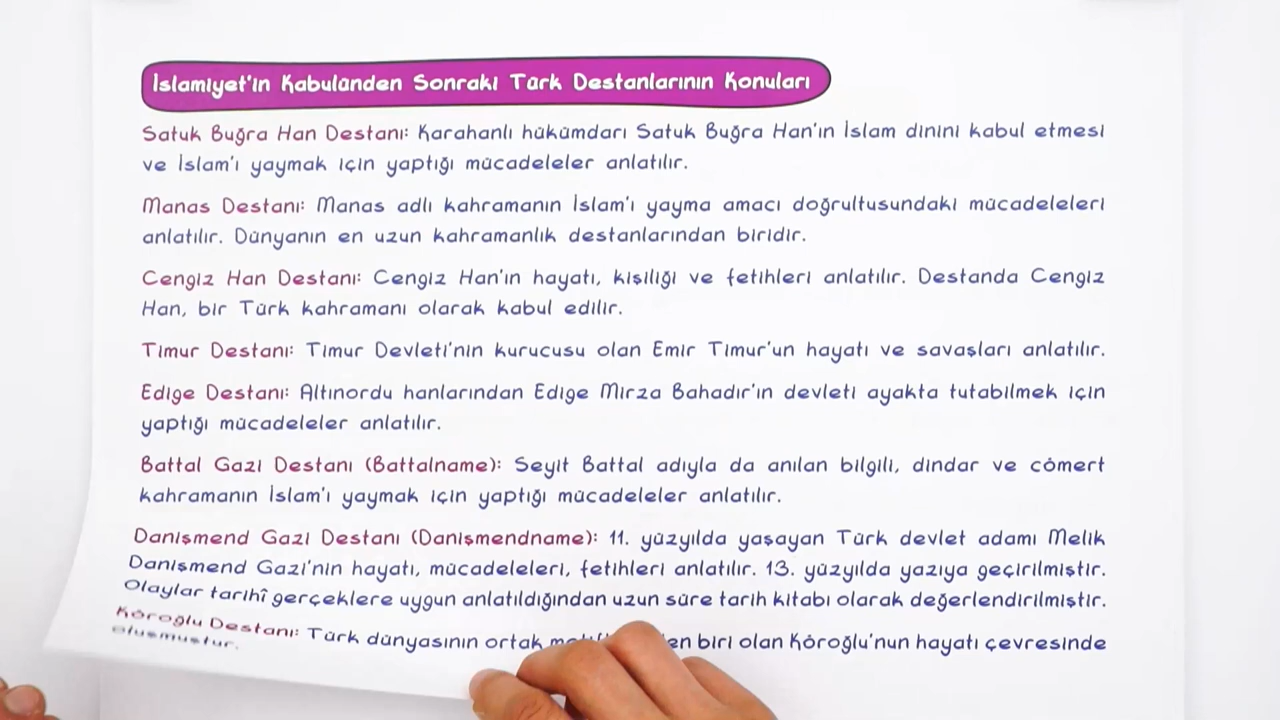 İslamiyet'in Kabulünden Sonraki Türk Destanlarının Konuları
Satuk Buğra Han Destanı: Karahanlı hükümdarı Satuk Buğra Han'ın İslam dinini kabul etmesi
ve İslam'ı yaymak için yaptığı mücadeleler anlatılır.
Manas Destanı: Manas adlı kahramanın İslam'ı yayma amacı doğrultusundaki mücadeleleri
anlatılır. Dünyanın en uzun kahramanlık destanlarından biridir.
Cengiz Han Destanı: Cengiz Han'ın hayatı, kişiliği ve fetihleri anlatılır. Destanda Cengiz
Han, bir Türk kahramanı olarak kabul edilir.
Timur Destanı: Timur Devleti'nin kurucusu olan Emir Timur'un hayatı ve savaşları anlatılır.
Edige Destanı: Altınordu hanlarından Edige Mirza Bahadır'ın devleti ayakta tutabilmek için
yaptığı mücadeleler anlatılır.
Battal Gazi Destanı (Battalname): Seyit Battal adıyla da anılan bilgili, dindar ve cömert
kahramanın İslam'ı yaymak için yaptığı mücadeleler anlatılır.
Danişmend Gazi Destanı (Danişmendname): 11. yüzyılda yaşayan Türk devlet adamı Melik
Danişmend Gazi'nin hayatı, mücadeleleri, fetihleri anlatılır. 13. yüzyılda yazıya geçirilmiştir.
Olaylar tarihî gerçeklere uygun anlatıldığından uzun süre tarih kitabı olarak değerlendirilmiştir.
Köroğlu Destanı: Türk dünyasının ortak biri olan Köroğlu'nun hayatı çevresinde
oluşmuştur.